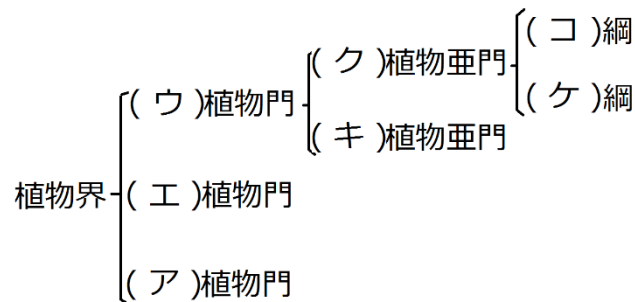 ( コ )綱
( ク )植物亜門
( ケ )綱
( ウ )植物門
( キ )植物亜門
植物界
( エ )植物門
( ア )植物門